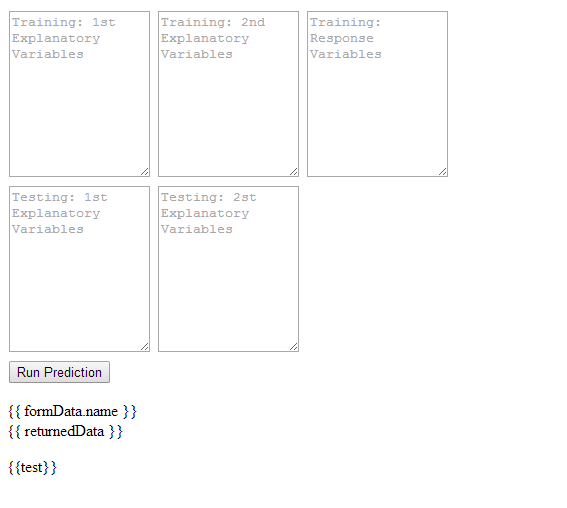 Training: 1st
Explanatory
Variables
Training: 2nd
Explanatory
Variables
Training:
Response
Variables
Testing: 1st
Explanatory
Variables
Testing: 2st
Explanatory
Variables
Run Prediction
{{ formData.name }}
{{ returnedData }}
{{test}}